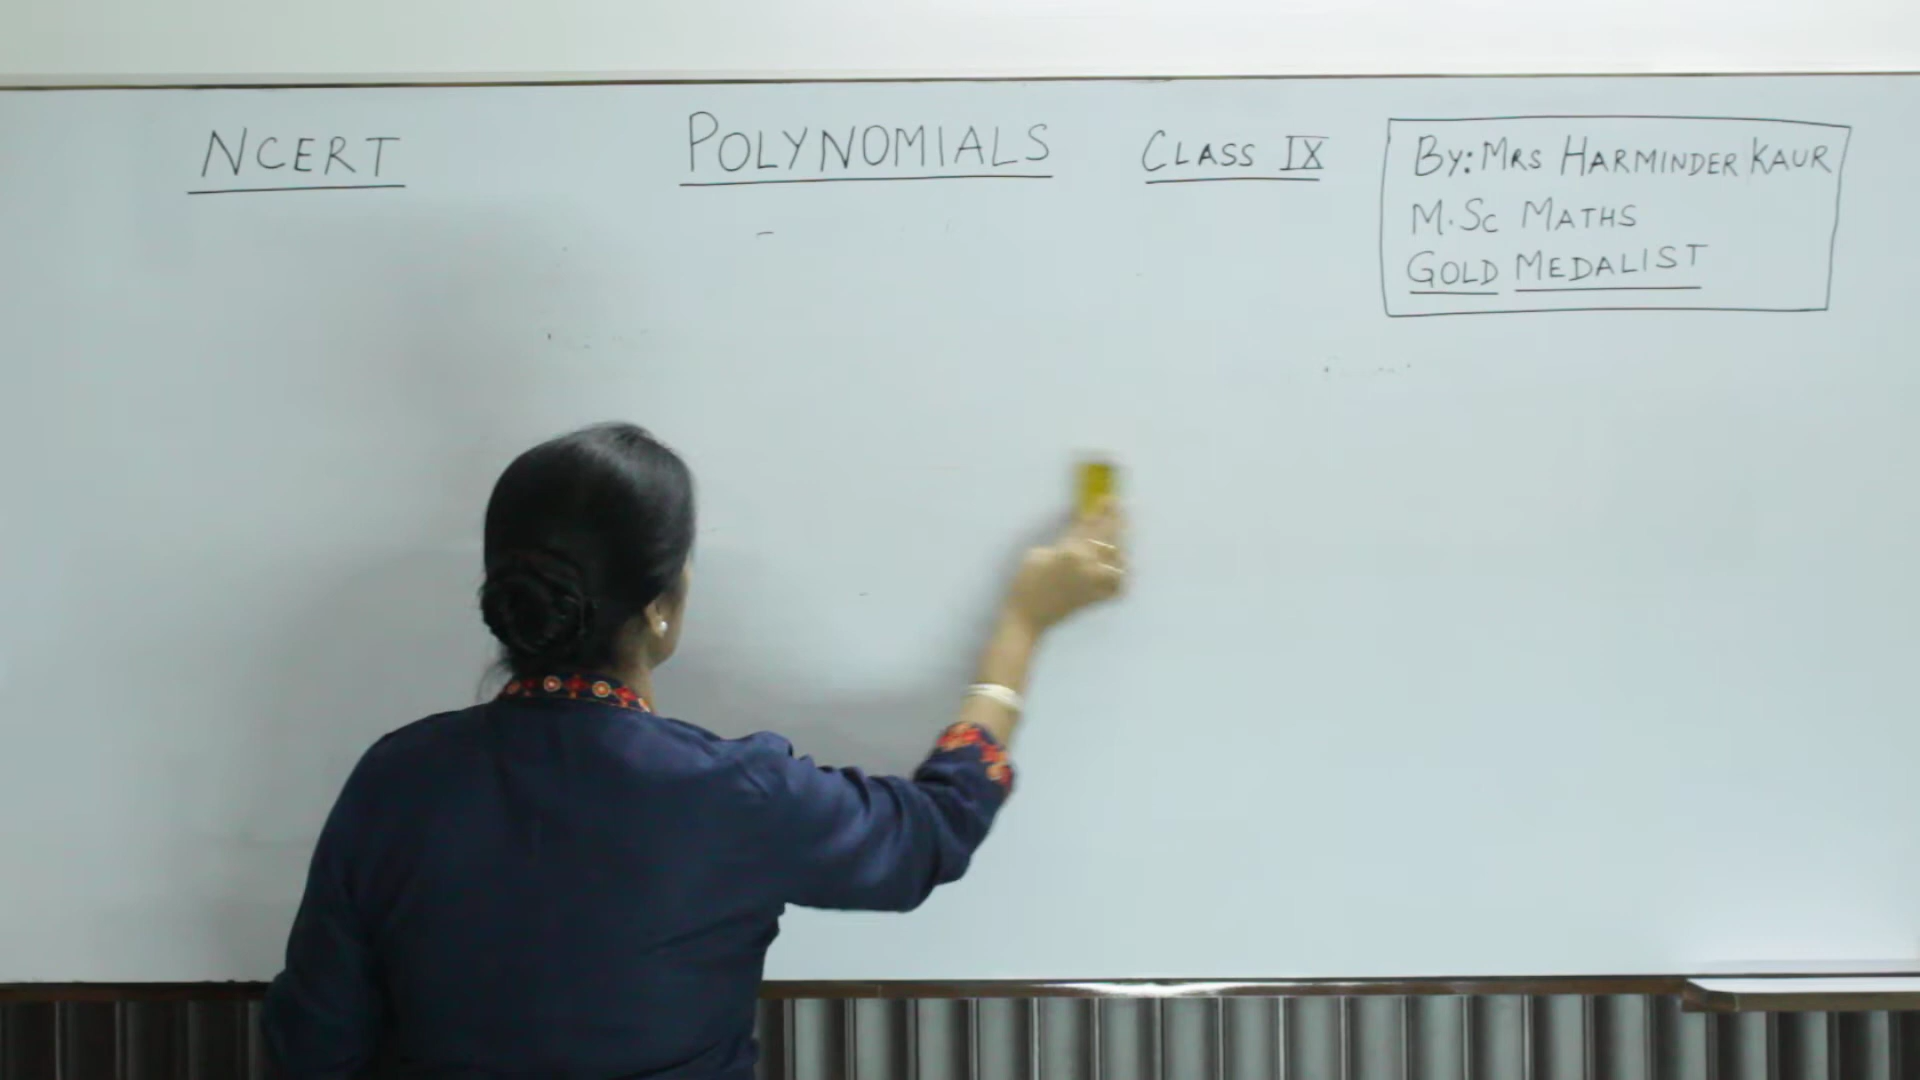 NCERT
POLYNOMIALS
CLASS IX
BY: MRS HARMINDER KAUR
M.SC MATHS
GOLD MEDALIST